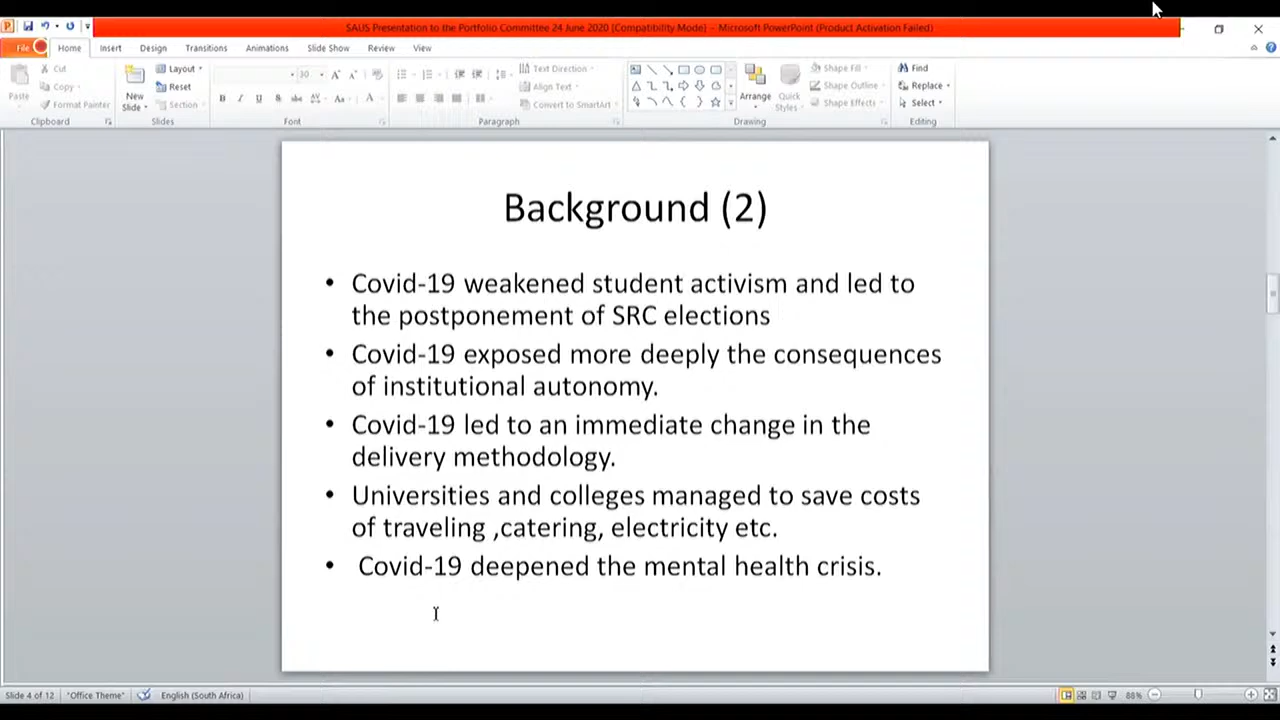 SAUS Presentation to the Portfolio Committee 24 June 2020 [Compatibility Mode] - Microsoft PowerPoint (Product Activation Failed)
File Home Insert Design Transitions Animations Slide Show Review View
Paste Cut Copy Format Painter Clipboard
New Slide Layout Reset Section Slides
30 Font
Text Direction Align Text Convert to SmartArt Paragraph
Arrange Quick Styles Shape Fill Shape Outline Shape Effects Drawing
Find Replace Select Editing
Background (2)
• Covid-19 weakened student activism and led to
the postponement of SRC elections
• Covid-19 exposed more deeply the consequences
of institutional autonomy.
• Covid-19 led to an immediate change in the
delivery methodology.
• Universities and colleges managed to save costs
of traveling ,catering, electricity etc.
• Covid-19 deepened the mental health crisis.
Slide 4 of 12 "Office Theme" English (South Africa) 88%